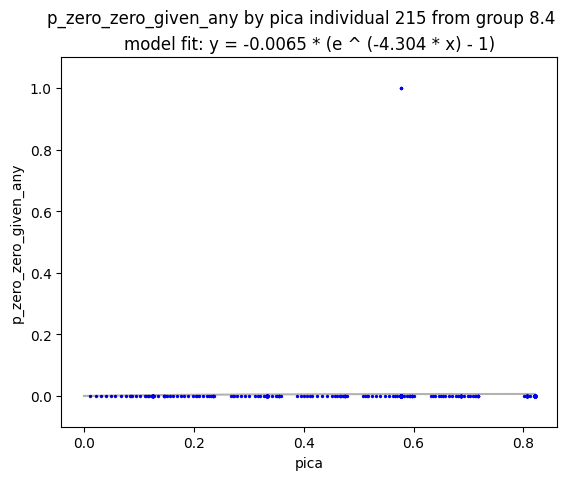 p_zero_zero_given_any by pica individual 215 from group 8.4
model fit: y = -0.0065 * (e ^ (-4.304 * x) - 1)
1.0
0.8
0.6
0.4
0.2
0.0
p_zero_zero_given_any
0.0 0.2 0.4 0.6 0.8
pica